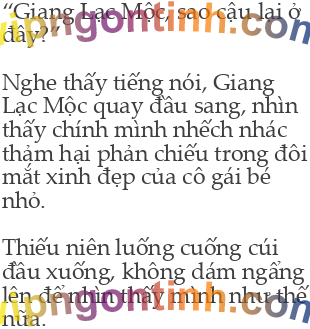 “Giang Lạc Mộc, sao cậu lại ở
đây?”
vipngontinh.com
Nghe thấy tiếng nói, Giang
Lạc Mộc quay đầu sang, nhìn
thấy chính mình nhếch nhác
thảm hại phản chiếu trong đôi
mắt xinh đẹp của cô gái bé
nhỏ.
Thiếu niên luống cuống cúi
đầu xuống, không dám ngẩng
lên để nhìn thấy mình như thế
nữa.
vipngontinh.com